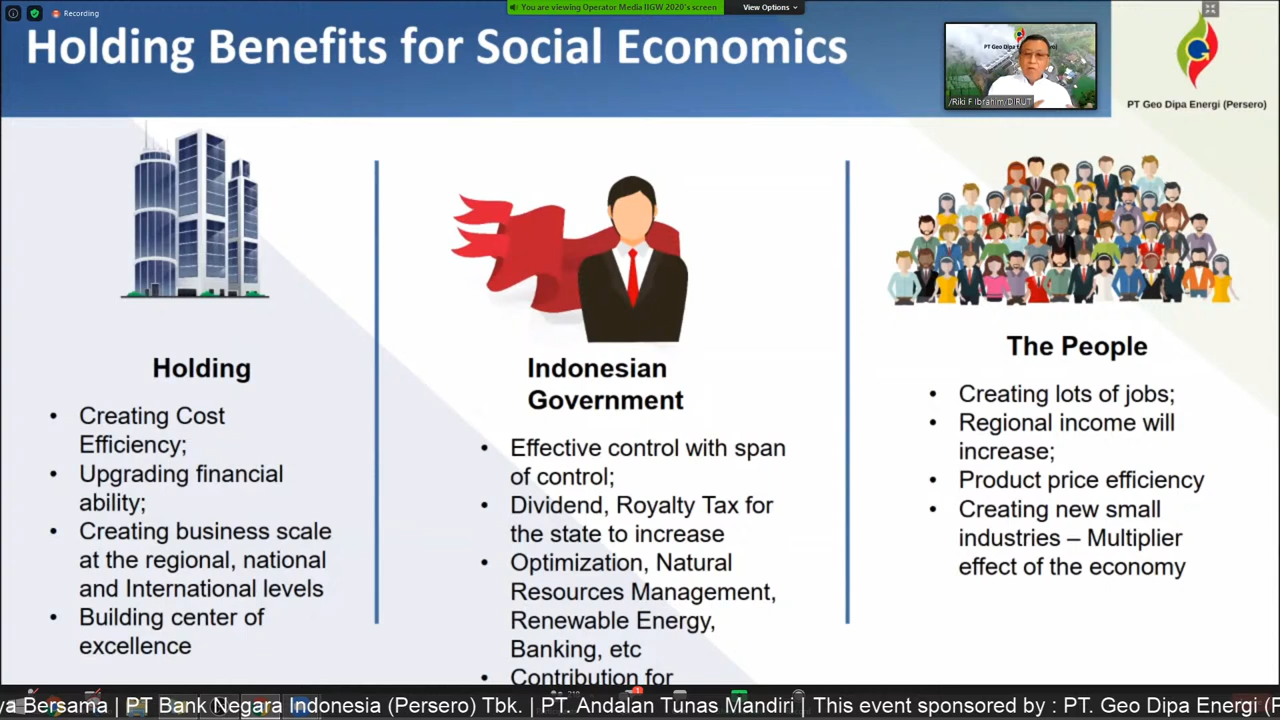 Recording
You are viewing Operator Media IIGW 2020's screen
View Options
Holding Benefits for Social Economics
/Riki F Ibrahim/DIRUT
PT Geo Dipa Energi (Persero)
Holding
• Creating Cost
Efficiency;
• Upgrading financial
ability;
• Creating business scale
at the regional, national
and International levels
• Building center of
excellence
Indonesian
Government
• Effective control with span
of control;
• Dividend, Royalty Tax for
the state to increase
• Optimization, Natural
Resources Management,
Renewable Energy,
Banking, etc
• Contribution for
The People
• Creating lots of jobs;
• Regional income will
increase;
• Product price efficiency
• Creating new small
industries – Multiplier
effect of the economy
ya Bersama | PT Bank Negara Indonesia (Persero) Tbk. | PT. Andalan Tunas Mandiri | This event sponsored by : PT. Geo Dipa Energi (P